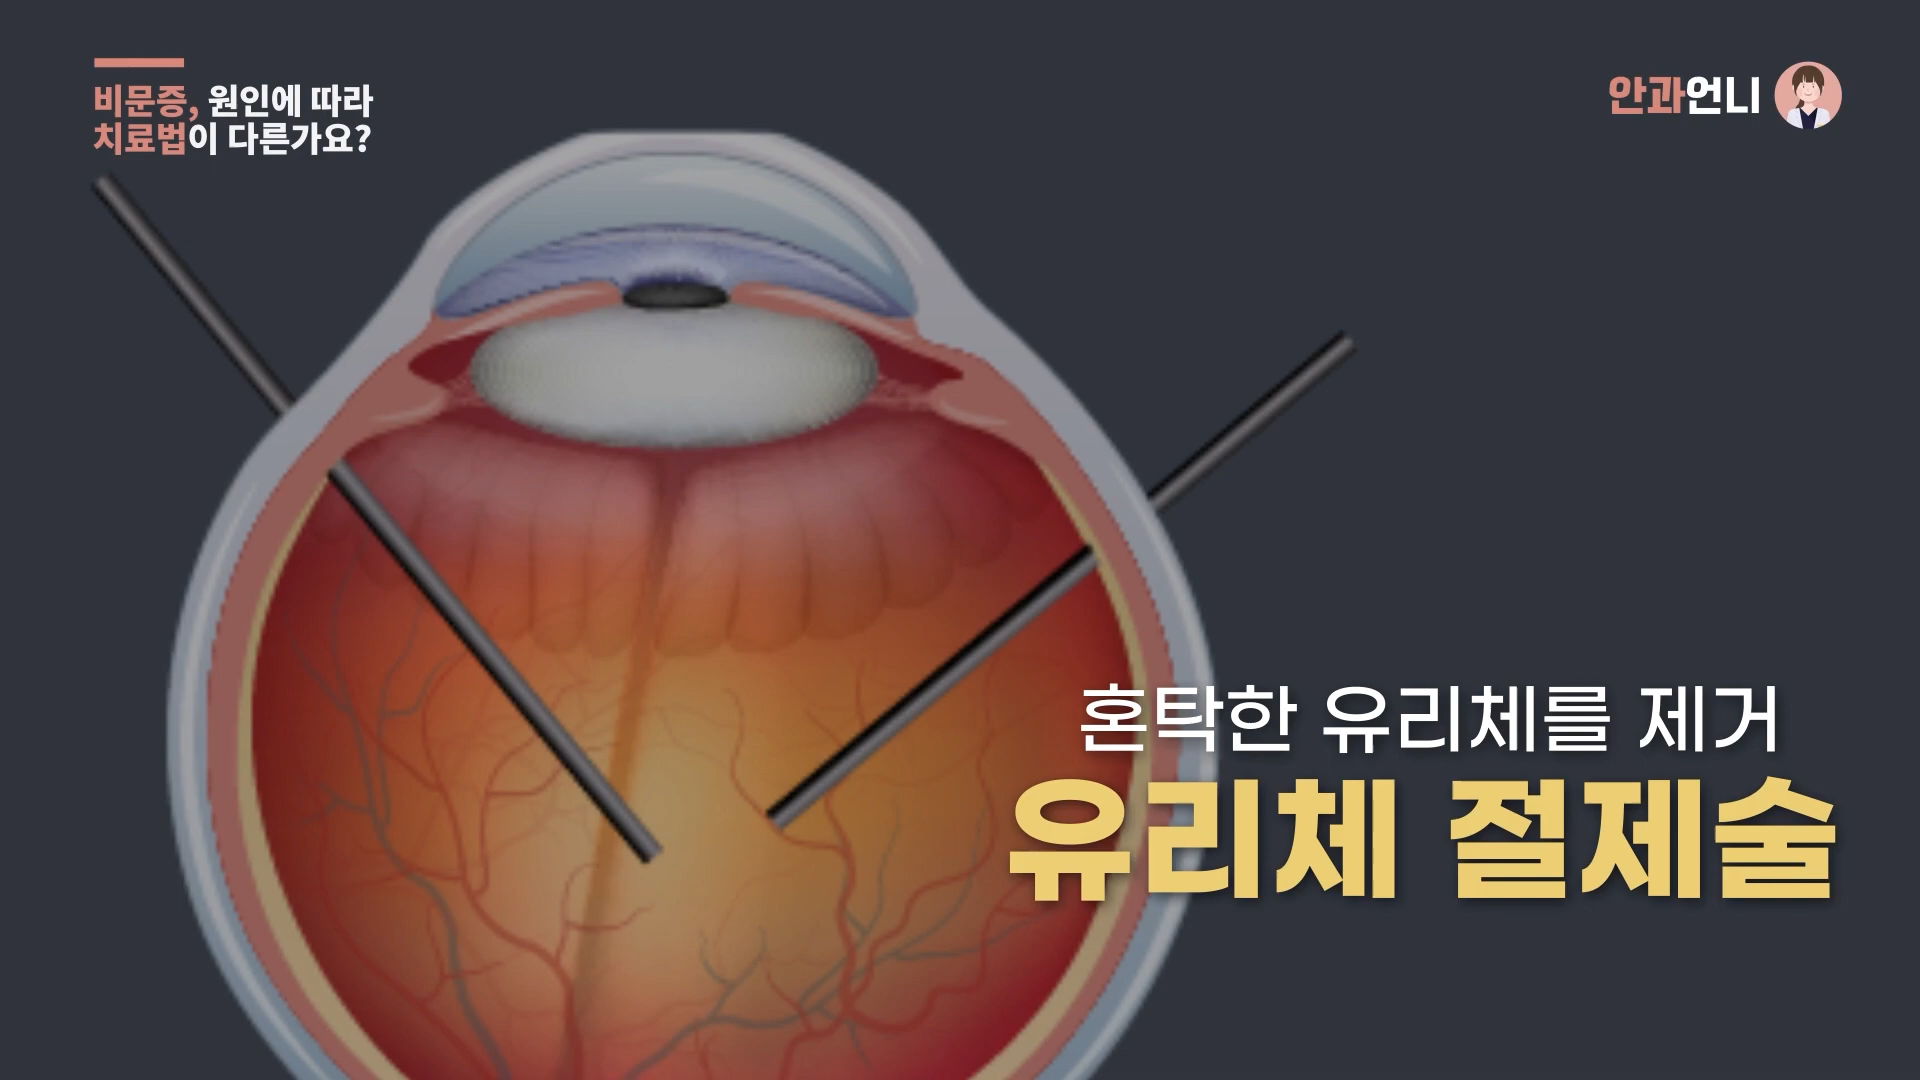 비문증, 원인에 따라
치료법이 다른가요?
안과언니
혼탁한 유리체를 제거
유리체 절제술